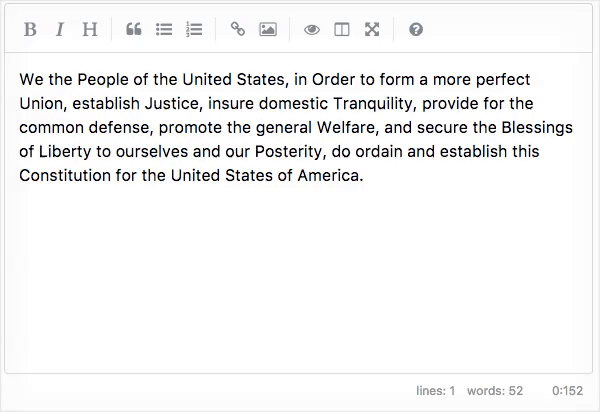 B I H
We the People of the United States, in Order to form a more perfect
Union, establish Justice, insure domestic Tranquility, provide for the
common defense, promote the general Welfare, and secure the Blessings
of Liberty to ourselves and our Posterity, do ordain and establish this
Constitution for the United States of America.
lines: 1 words: 52 0:152